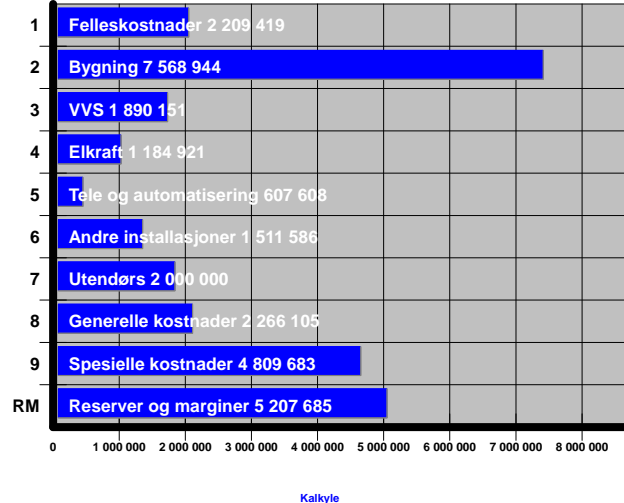 1 Felleskostnader 2 209 419
2 Bygning 7 568 944
3 VVS 1 890 151
4 Elkraft 1 184 921
5 Tele og automatisering 607 608
6 Andre installasjoner 1 511 586
7 Utendørs 2 000 000
8 Generelle kostnader 2 266 105
9 Spesielle kostnader 4 809 683
RM Reserver og marginer 5 207 685
0 1 000 000 2 000 000 3 000 000 4 000 000 5 000 000 6 000 000 7 000 000 8 000 000
Kalkyle